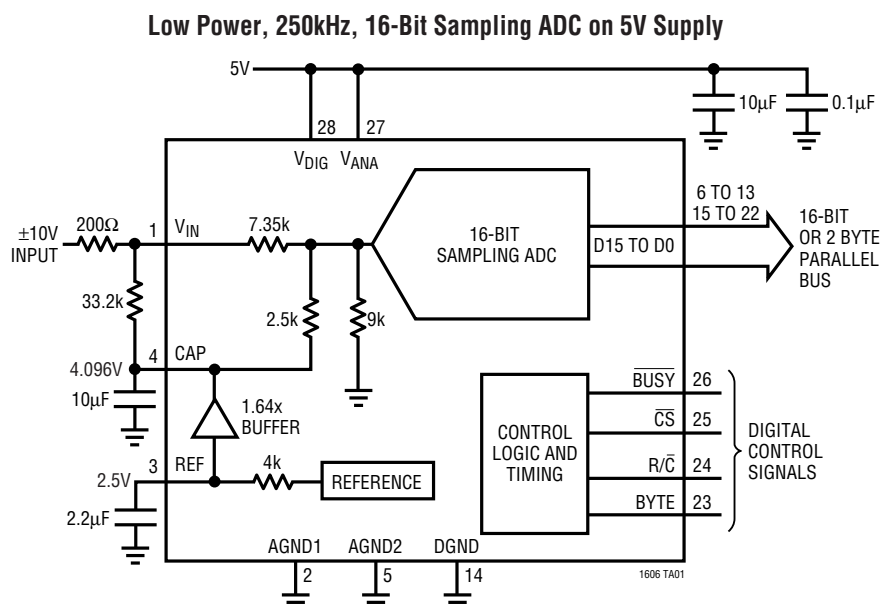 Low Power, 250kHz, 16-Bit Sampling ADC on 5V Supply
5V
10µF
0.1µF
28
27
VDIG
VANA
6 TO 13
15 TO 22
200Ω
1
VIN
7.35k
±10V
INPUT
16-BIT
SAMPLING ADC
D15 TO D0
16-BIT
OR 2 BYTE
PARALLEL
BUS
33.2k
2.5k
9k
4
CAP
4.096V
10µF
1.64x
BUFFER
BUSY
26
CS
25
CONTROL
LOGIC AND
TIMING
R/C
24
BYTE
23
DIGITAL
CONTROL
SIGNALS
3
REF
4k
REFERENCE
2.5V
2.2µF
AGND1
AGND2
DGND
2
5
14
1606 TA01